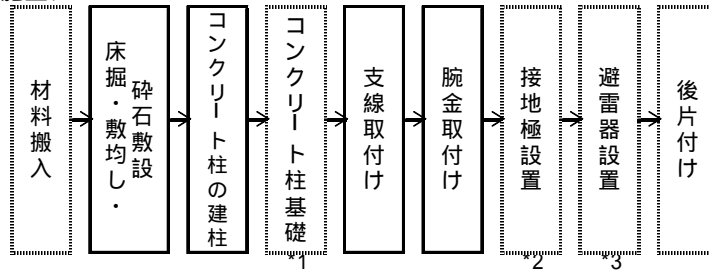 材料搬入
床掘・敷均し・
砕石敷設
コンクリート柱の建柱
コンクリート柱基礎
*1
支線取付け
腕金取付け
接地極設置
*2
避雷器設置
*3
後片付け